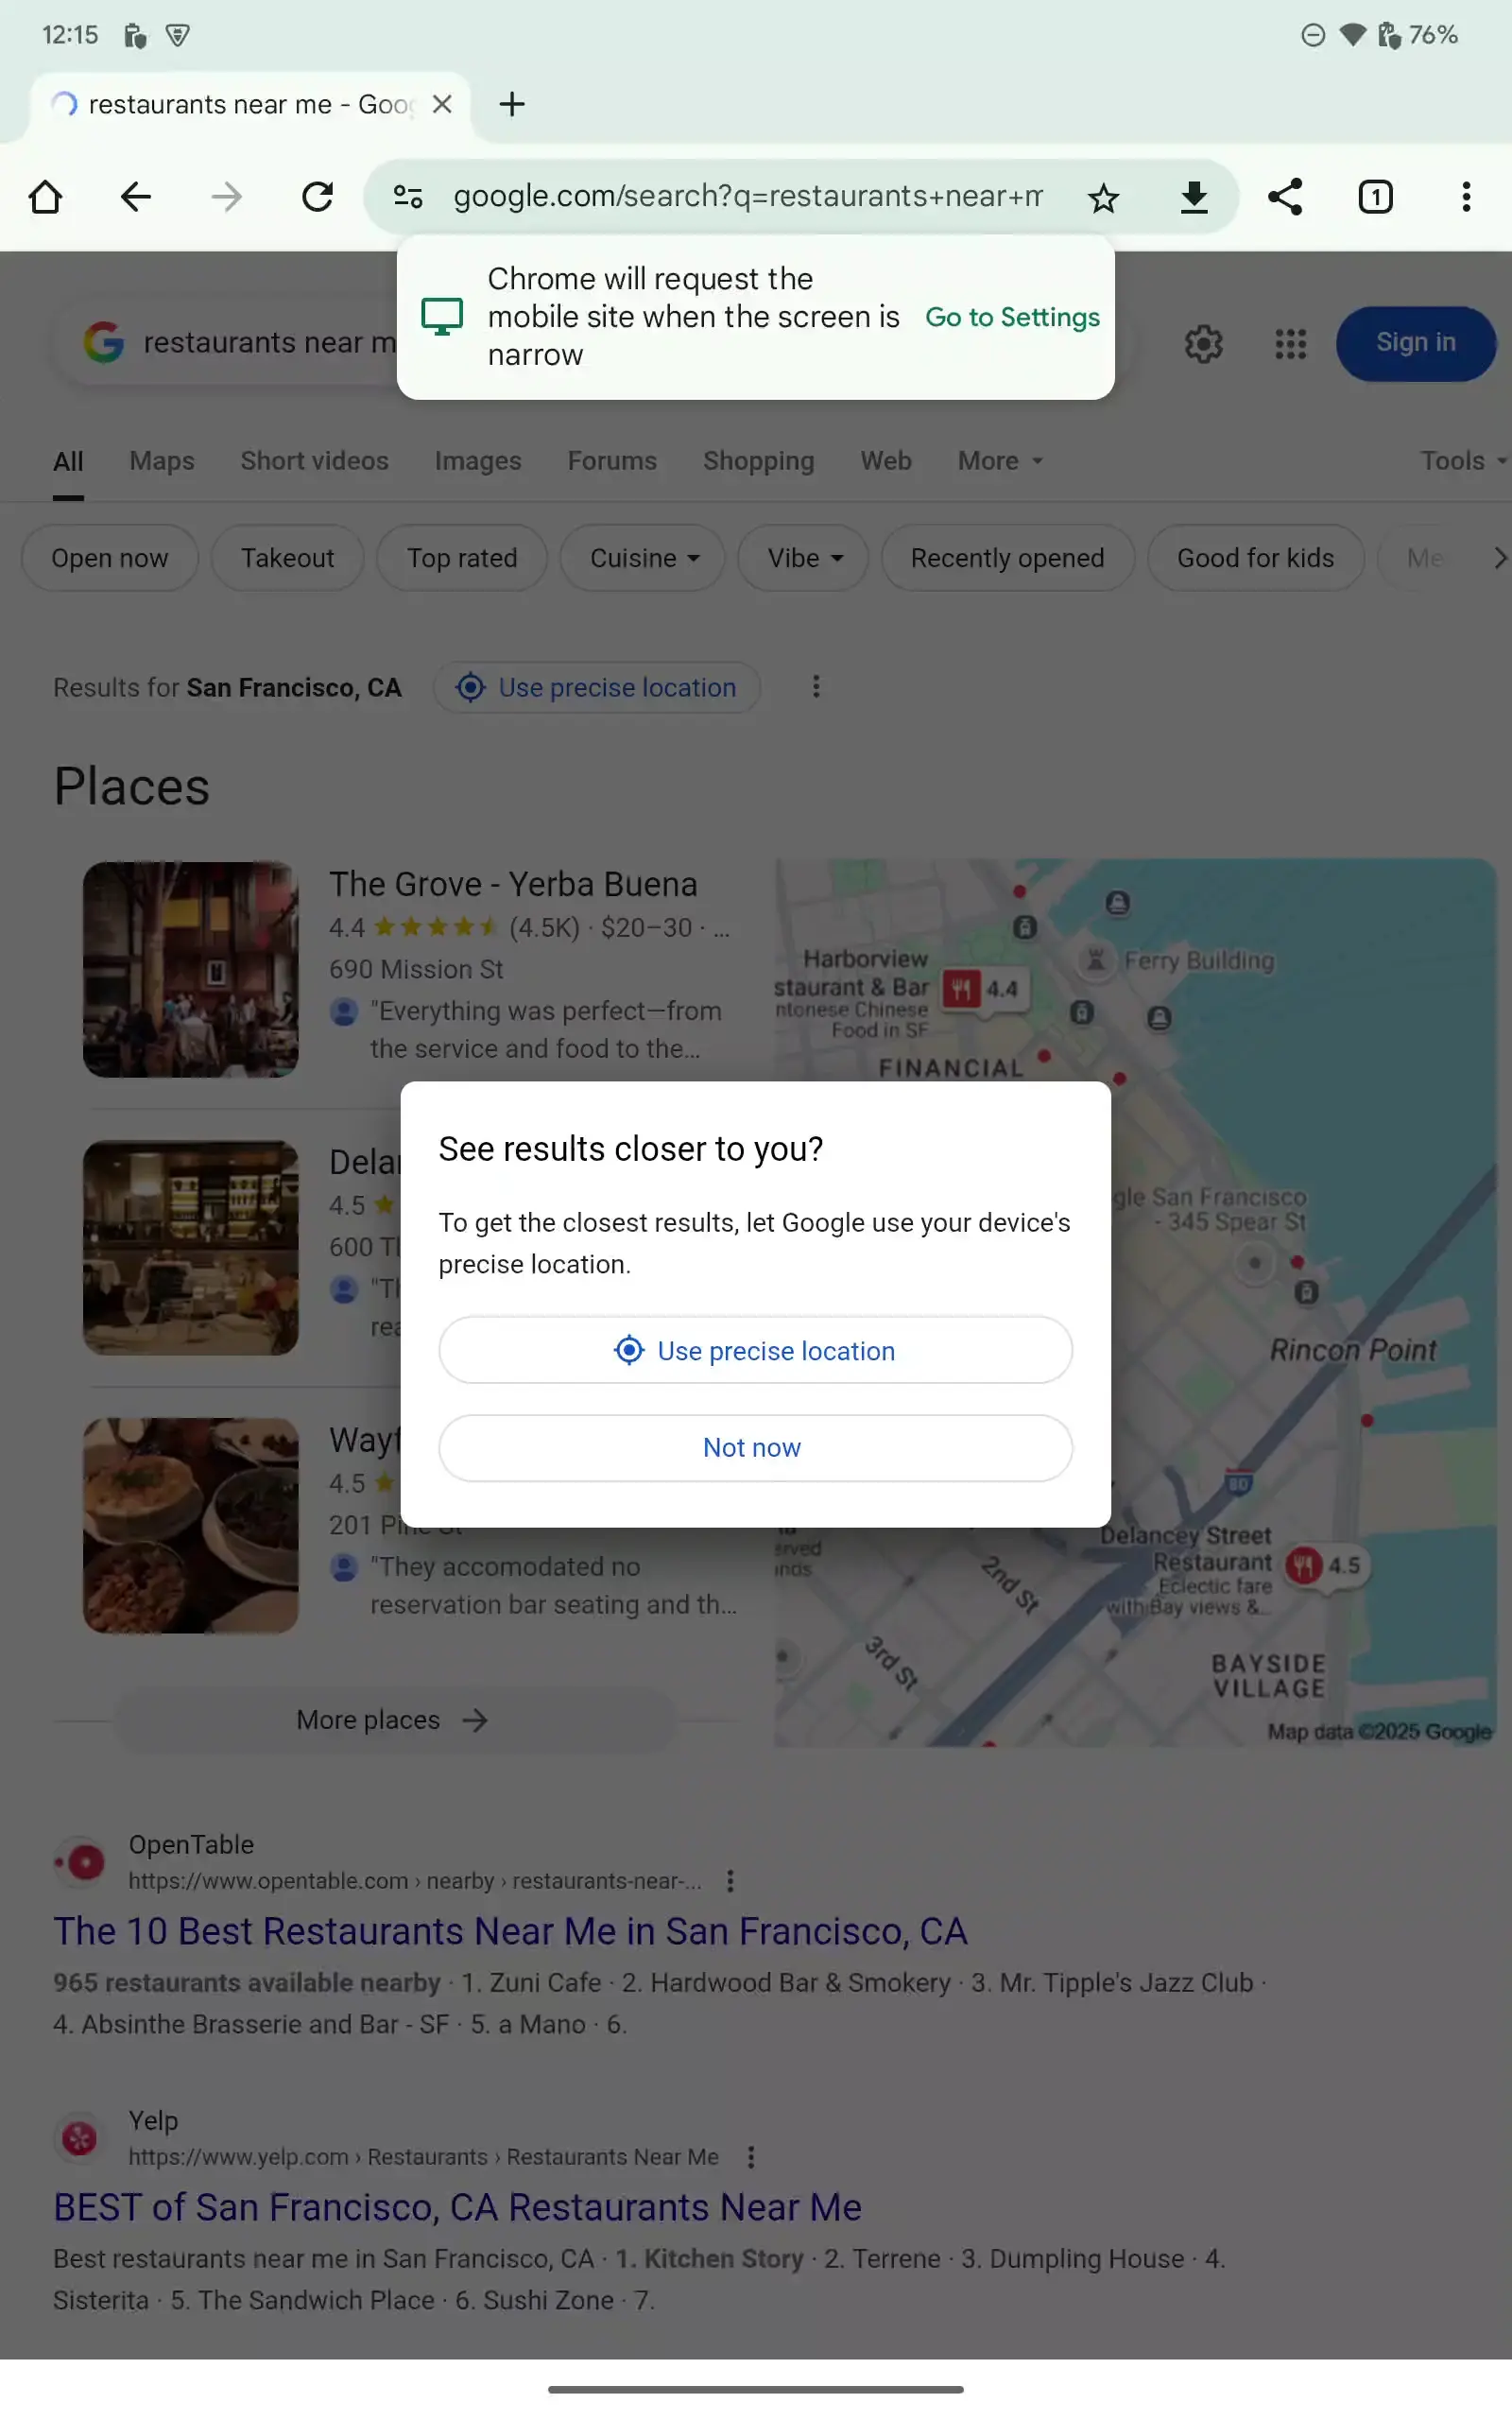 12:15
76%
restaurants near me - Goo
google.com/search?q=restaurants+near+m
1
Chrome will request the
mobile site when the screen is
narrow
Go to Settings
restaurants near m
Sign in
All Maps Short videos Images Forums Shopping Web More Tools
Open now Takeout Top rated Cuisine Vibe Recently opened Good for kids Me
Results for San Francisco, CA Use precise location
Places
The Grove - Yerba Buena
4.4 (4.5K) · $20–30 · ...
690 Mission St
"Everything was perfect—from
the service and food to the...
Harborview
staurant & Bar
ntonese Chinese
Food in SF
4.4
Ferry Building
FINANCIAL
Delan
4.5
600 Th
"Th
rea
See results closer to you?
To get the closest results, let Google use your device's
precise location.
Use precise location
Not now
gle San Francisco
- 345 Spear St
Rincon Point
Wayf
4.5
201 Pine St
"They accomodated no
reservation bar seating and th...
80
Delancey Street
Restaurant
Eclectic fare
with Bay views &...
4.5
erved
nds
2nd St
3rd St
BAYSIDE
VILLAGE
Map data ©2025 Google
More places
OpenTable
https://www.opentable.com › nearby › restaurants-near-...
The 10 Best Restaurants Near Me in San Francisco, CA
965 restaurants available nearby · 1. Zuni Cafe · 2. Hardwood Bar & Smokery · 3. Mr. Tipple's Jazz Club ·
4. Absinthe Brasserie and Bar - SF · 5. a Mano · 6.
Yelp
https://www.yelp.com › Restaurants › Restaurants Near Me
BEST of San Francisco, CA Restaurants Near Me
Best restaurants near me in San Francisco, CA · 1. Kitchen Story · 2. Terrene · 3. Dumpling House · 4.
Sisterita · 5. The Sandwich Place · 6. Sushi Zone · 7.